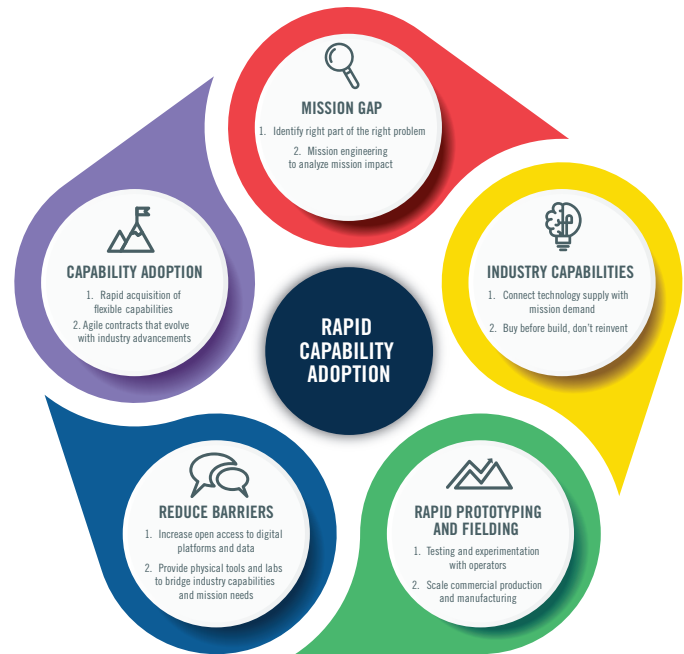 MISSION GAP
1. Identify right part of the right problem
2. Mission engineering
to analyze mission impact
INDUSTRY CAPABILITIES
1. Connect technology supply with
mission demand
2. Buy before build, don't reinvent
RAPID PROTOTYPING
AND FIELDING
1. Testing and experimentation
with operators
2. Scale commercial production
and manufacturing
REDUCE BARRIERS
1. Increase open access to digital
platforms and data
2. Provide physical tools and labs
to bridge industry capabilities
and mission needs
CAPABILITY ADOPTION
1. Rapid acquisition of
flexible capabilities
2. Agile contracts that evolve
with industry advancements
RAPID
CAPABILITY
ADOPTION